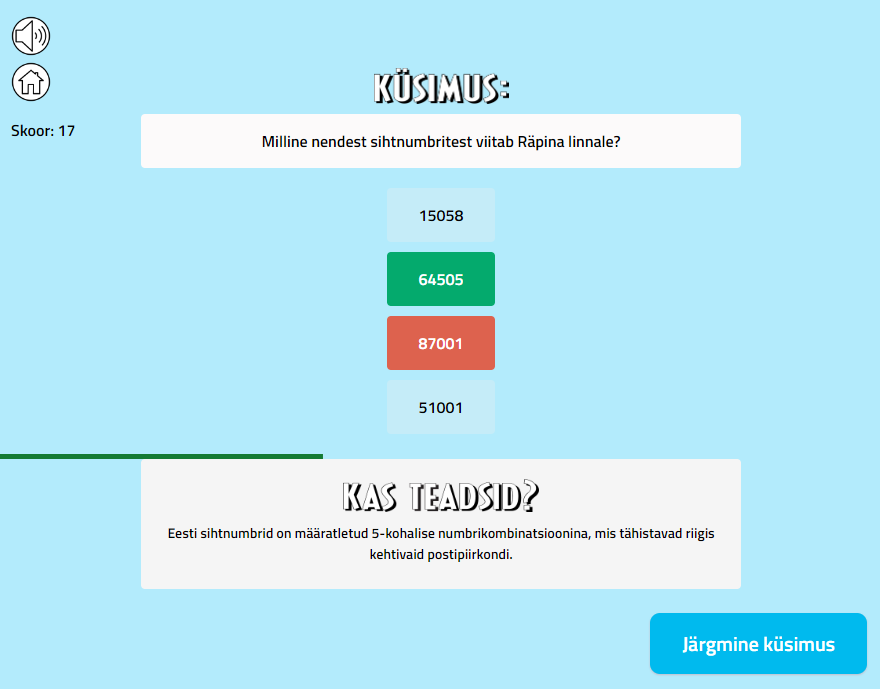 KÜSIMUS:
Skoor: 17
Milline nendest sihtnumbritest viitab Räpina linnale?
15058
64505
87001
51001
KAS TEADSID?
Eesti sihtnumbrid on määratletud 5-kohalise numbrikombinatsioonina, mis tähistavad riigis
kehtivaid postipiirkondi.
Järgmine küsimus